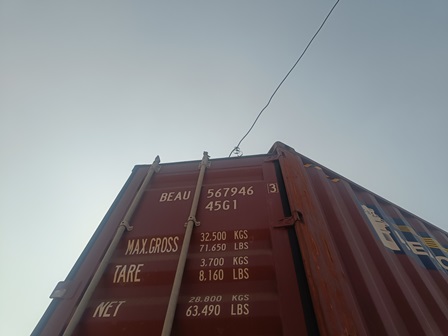 BEAU 567946 3
45G1
MAX.GROSS 32.500 KGS
71.650 LBS
TARE 3.700 KGS
8.160 LBS
NET 28.800 KGS
63.490 LBS